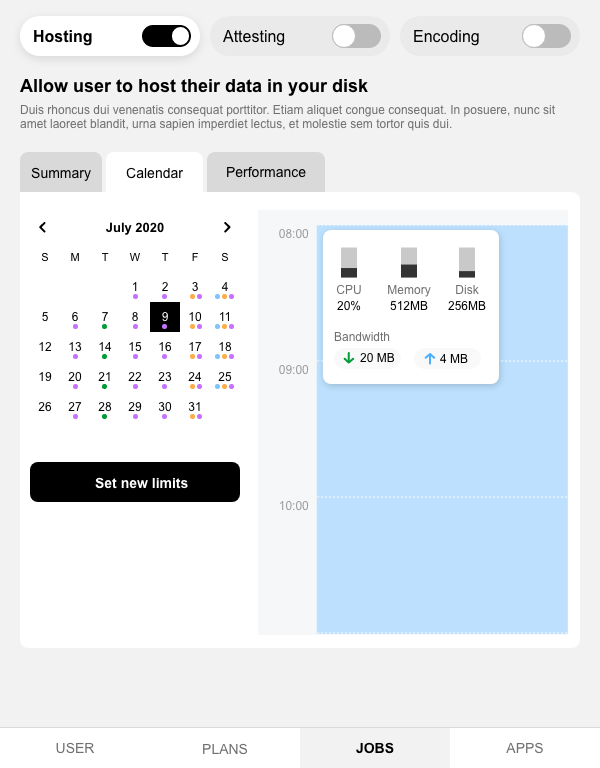 Hosting Attesting Encoding
Allow user to host their data in your disk
Duis rhoncus dui venenatis consequat porttitor. Etiam aliquet congue consequat. In posuere, nunc sit
amet laoreet blandit, urna sapien imperdiet lectus, et molestie sem tortor quis dui.
Summary Calendar Performance
July 2020
S M T W T F S
1 2 3 4
5 6 7 8 9 10 11
12 13 14 15 16 17 18
19 20 21 22 23 24 25
26 27 28 29 30 31
Set new limits
08:00
CPU Memory Disk
20% 512MB 256MB
Bandwidth
20 MB 4 MB
09:00
10:00
USER PLANS JOBS APPS